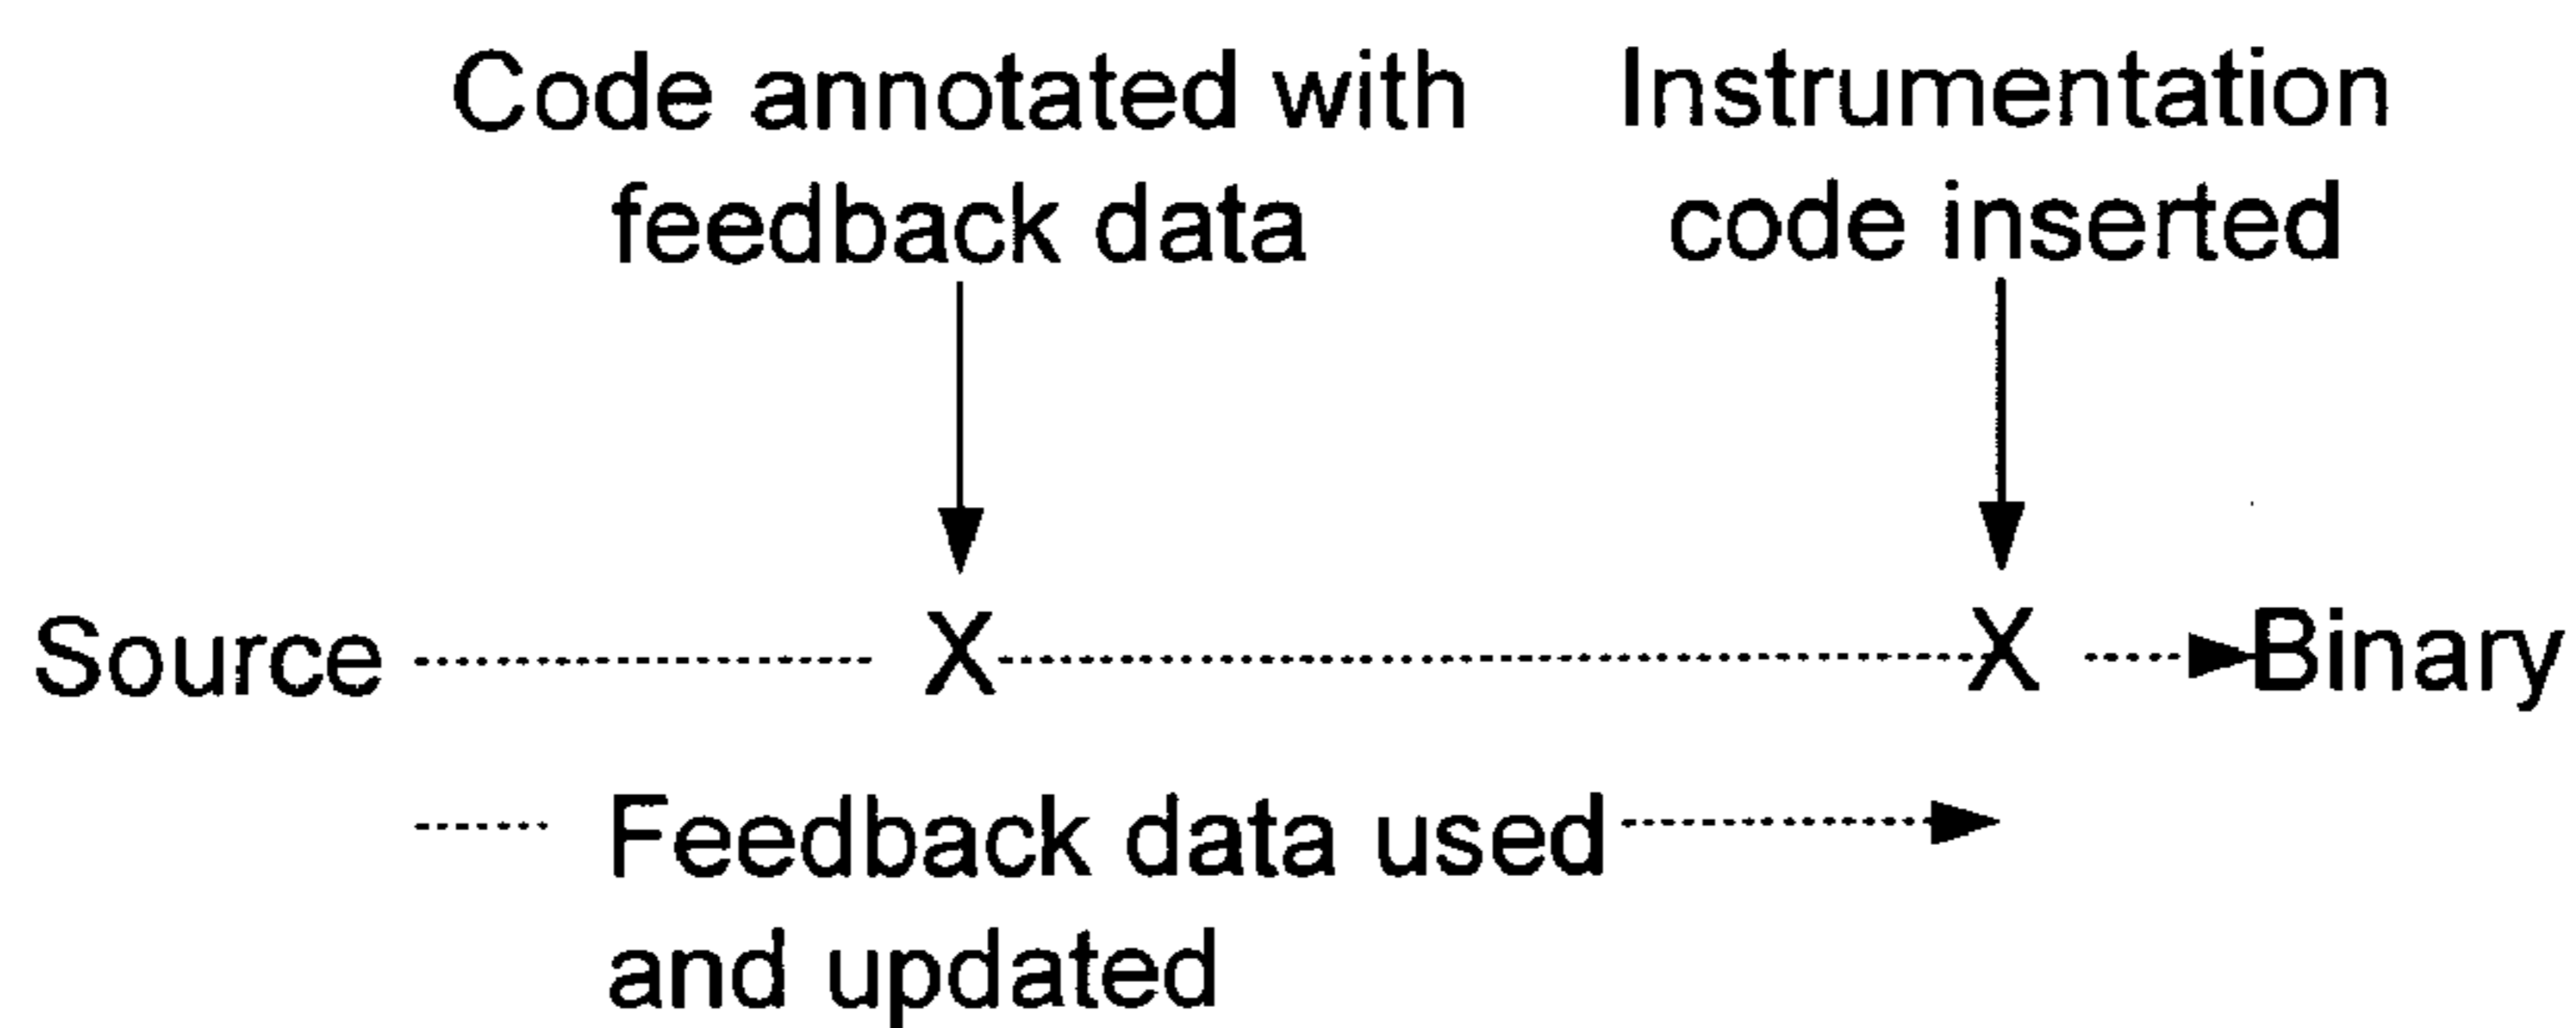 Code annotated with
feedback data
Instrumentation
code inserted
Source X X Binary
Feedback data used
and updated